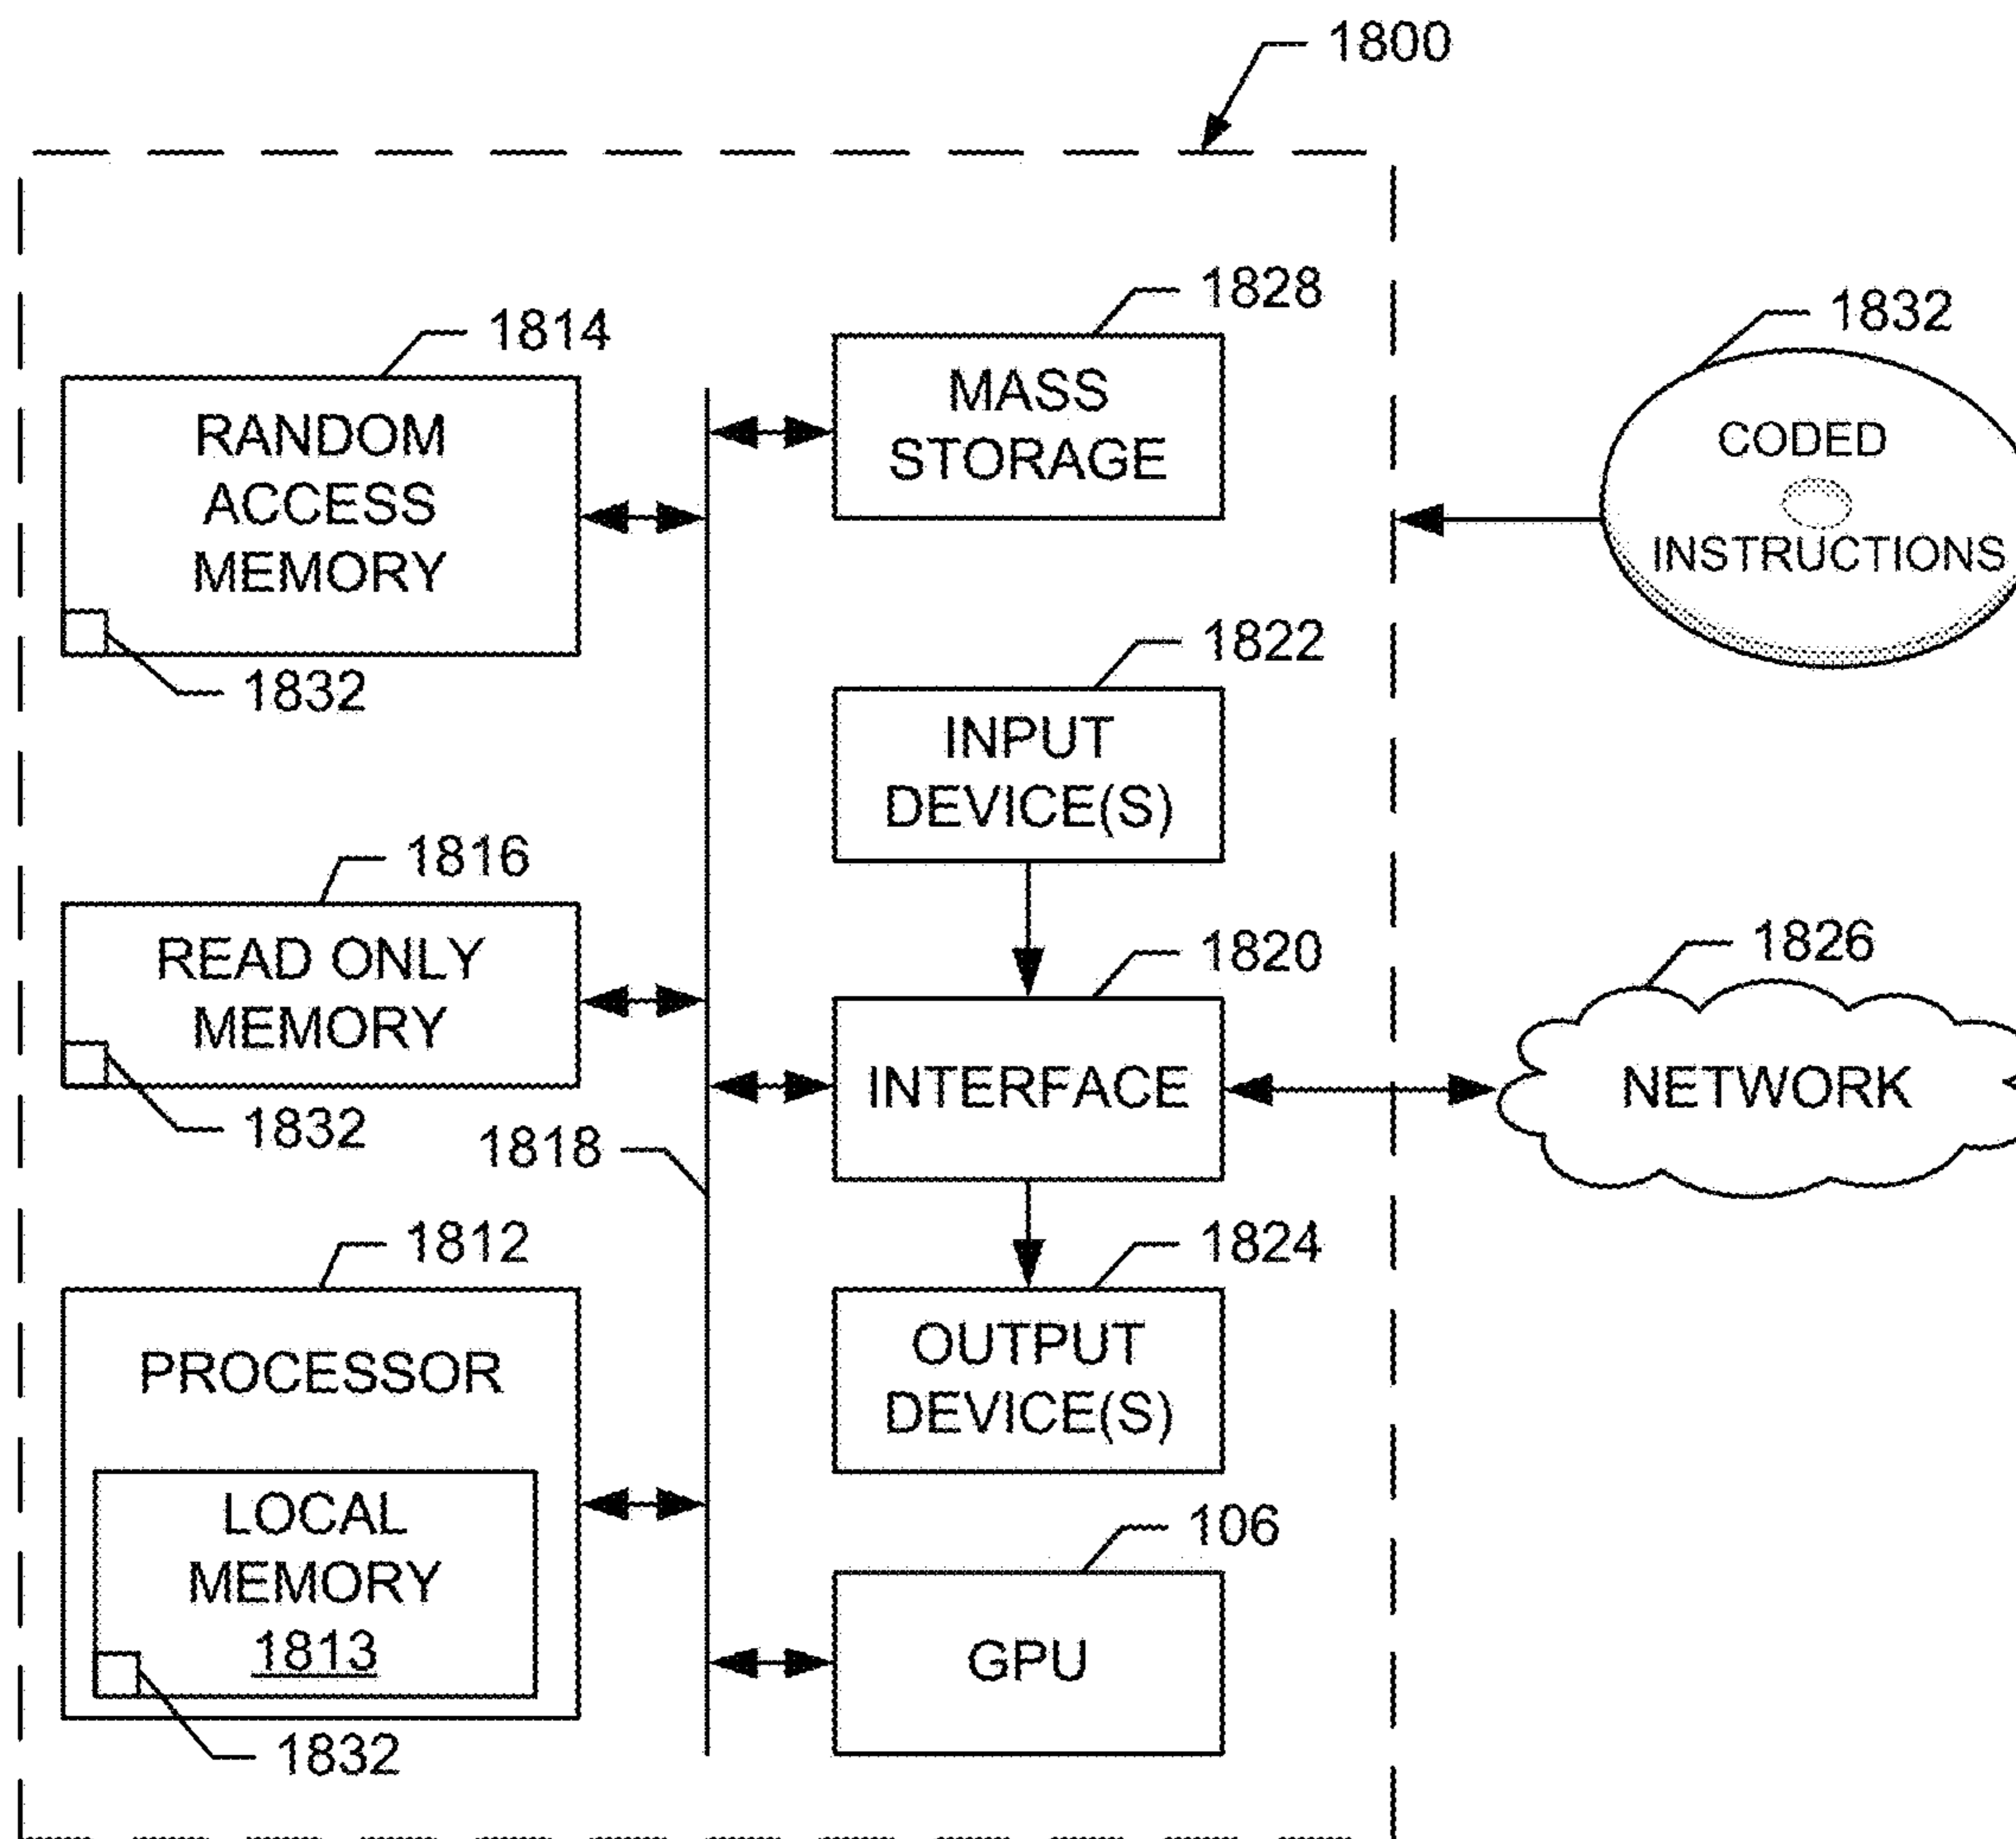 1800
1828
MASS
STORAGE
1814
RANDOM
ACCESS
MEMORY
1832
1832
CODED
INSTRUCTIONS
1822
INPUT
DEVICE(S)
1816
READ ONLY
MEMORY
1832
1818
1820
INTERFACE
1826
NETWORK
1812
PROCESSOR
LOCAL
MEMORY
1813
1832
1824
OUTPUT
DEVICE(S)
106
GPU